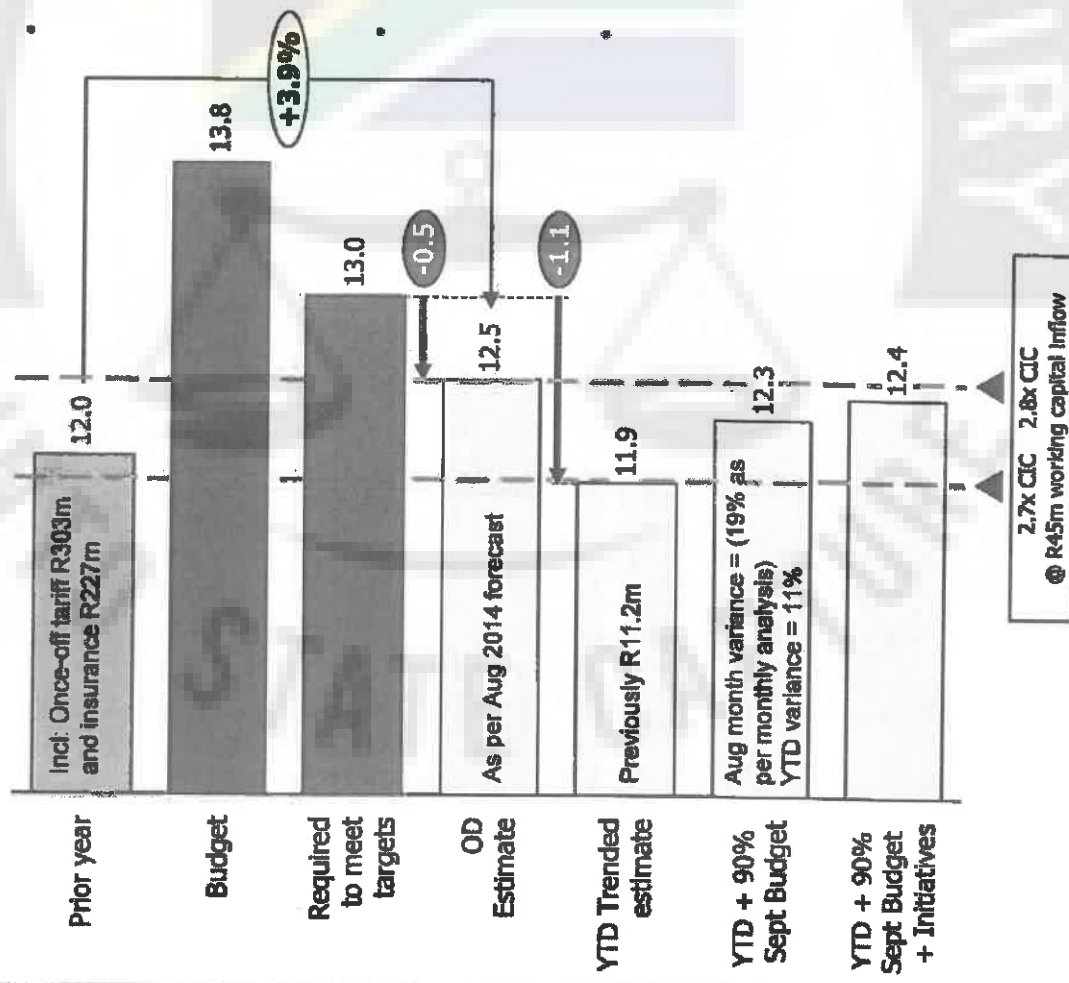 Prior year
Incl: Once-off tariff R303m
and insurance R227m
12.0
Budget
13.8
+3.9%
Required
to meet
targets
13.0
-0.5
OD
Estimate
As per Aug 2014 forecast
12.5
-1.1
YTD Trended
estimate
Previously R11.2m
11.9
YTD + 90%
Sept Budget
Aug month variance = (19% as
per monthly analysis)
YTD variance = 11%
12.3
YTD + 90%
Sept Budget
+ Initiatives
12.4
2.7x CIC 2.8x CIC
@ R45m working capital inflow